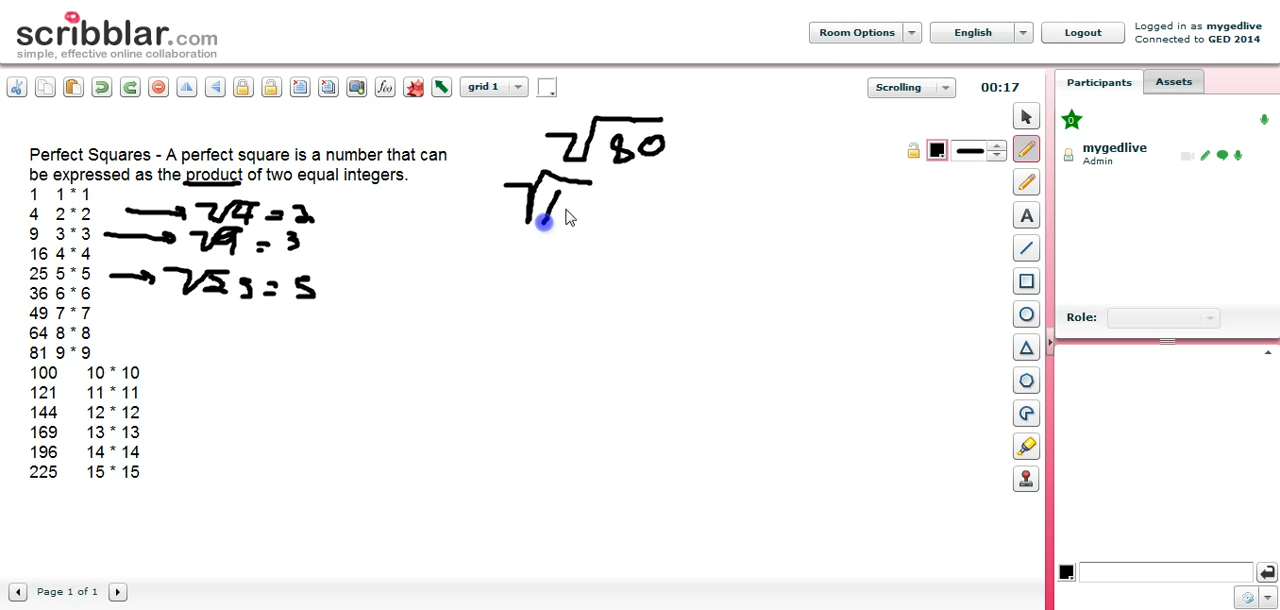 scribblar.com
simple, effective online collaboration
Room Options
English
Logout
Logged in as mygedlive
Connected to GED 2014
f(x)
grid 1
Scrolling
00:17
Participants
Assets
0
mygedlive
Admin
A
Role:
√80
√
Perfect Squares - A perfect square is a number that can
be expressed as the product of two equal integers.
1 1 * 1
4 2 * 2 → √4 = 2
9 3 * 3 → √9 = 3
16 4 * 4
25 5 * 5 → √25 = 5
36 6 * 6
49 7 * 7
64 8 * 8
81 9 * 9
100 10 * 10
121 11 * 11
144 12 * 12
169 13 * 13
196 14 * 14
225 15 * 15
Page 1 of 1